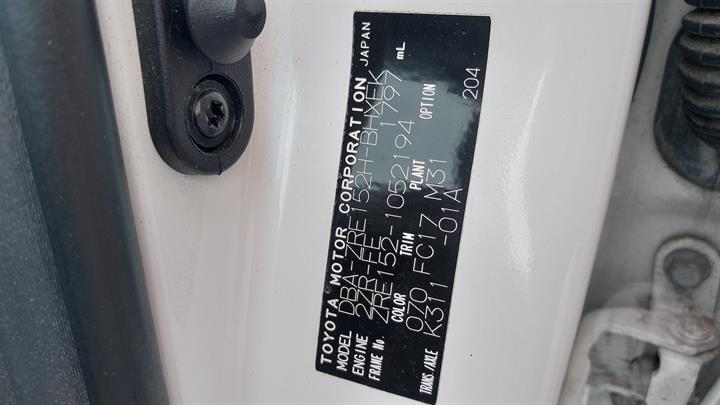 TOYOTA MOTOR CORPORATION JAPAN
MODEL DBA-ZRE152H-BHXEK
ENGINE 2ZR-FE 1797 mL
FRAME No. ZRE152-1052194
COLOR TRIM PLANT OPTION
070 FC17 M31 204
TRANS./AXLE K311 -01A